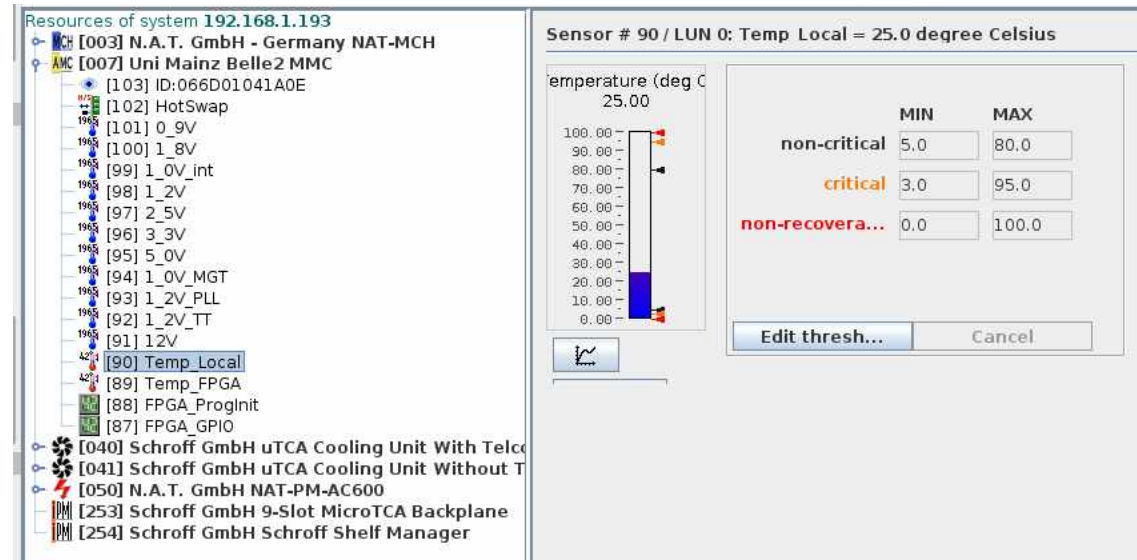 Resources of system 192.168.1.193
MCH [003] N.A.T. GmbH - Germany NAT-MCH
AMC [007] Uni Mainz Belle2 MMC
[103] ID:066D01041A0E
[102] HotSwap
[101] 0_9V
[100] 1_8V
[99] 1_0V_int
[98] 1_2V
[97] 2_5V
[96] 3_3V
[95] 5_0V
[94] 1_0V_MGT
[93] 1_2V_PLL
[92] 1_2V_TT
[91] 12V
[90] Temp_Local
[89] Temp_FPGA
[88] FPGA_ProgInit
[87] FPGA_GPIO
[040] Schroff GmbH uTCA Cooling Unit With Telco
[041] Schroff GmbH uTCA Cooling Unit Without T
[050] N.A.T. GmbH NAT-PM-AC600
IPM [253] Schroff GmbH 9-Slot MicroTCA Backplane
IPM [254] Schroff GmbH Schroff Shelf Manager
Sensor # 90 / LUN 0: Temp_Local = 25.0 degree Celsius
emperature (deg C
25.00
100.00
90.00
80.00
70.00
60.00
50.00
40.00
30.00
20.00
10.00
0.00
MIN MAX
non-critical 5.0 80.0
critical 3.0 95.0
non-recovera... 0.0 100.0
Edit thresh... Cancel